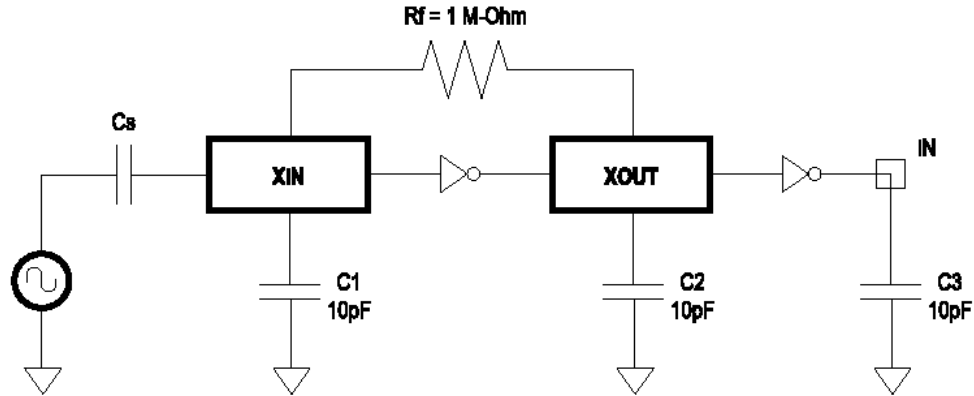 Rf = 1 M-Ohm
Cs
XIN
XOUT
IN
C1
10pF
C2
10pF
C3
10pF